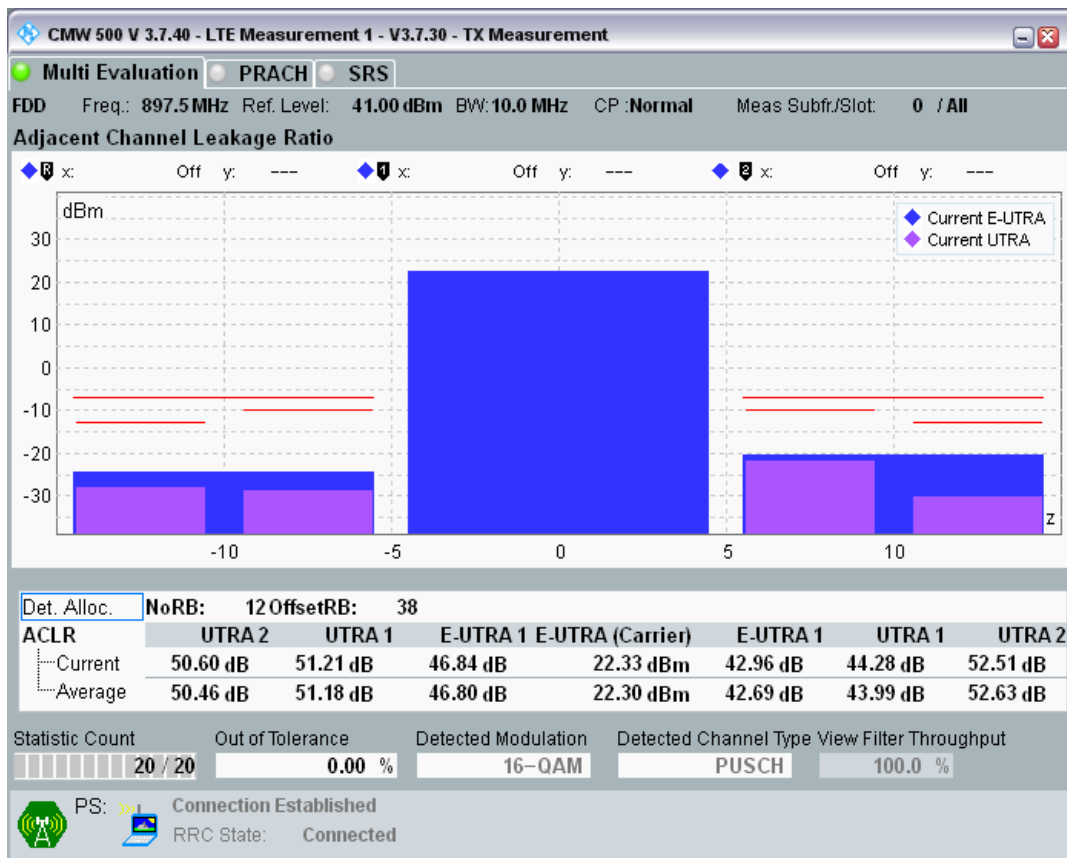 CMW 500 V 3.7.40 - LTE Measurement 1 - V3.7.30 - TX Measurement
Multi Evaluation PRACH SRS
FDD Freq.: 897.5 MHz Ref. Level: 41.00 dBm BW: 10.0 MHz CP :Normal Meas Subfr./Slot: 0 / All
Adjacent Channel Leakage Ratio
R x: Off y: --- 1 x: Off y: --- 2 x: Off y: ---
dBm
Current E-UTRA
Current UTRA
30
20
10
0
-10
-20
-30
z
-10 -5 0 5 10
Det. Alloc. NoRB: 12 OffsetRB: 38
ACLR UTRA 2 UTRA 1 E-UTRA 1 E-UTRA (Carrier) E-UTRA 1 UTRA 1 UTRA 2
Current 50.60 dB 51.21 dB 46.84 dB 22.33 dBm 42.96 dB 44.28 dB 52.51 dB
Average 50.46 dB 51.18 dB 46.80 dB 22.30 dBm 42.69 dB 43.99 dB 52.63 dB
Statistic Count Out of Tolerance Detected Modulation Detected Channel Type View Filter Throughput
20 / 20 0.00 % 16-QAM PUSCH 100.0 %
PS: Connection Established
RRC State: Connected